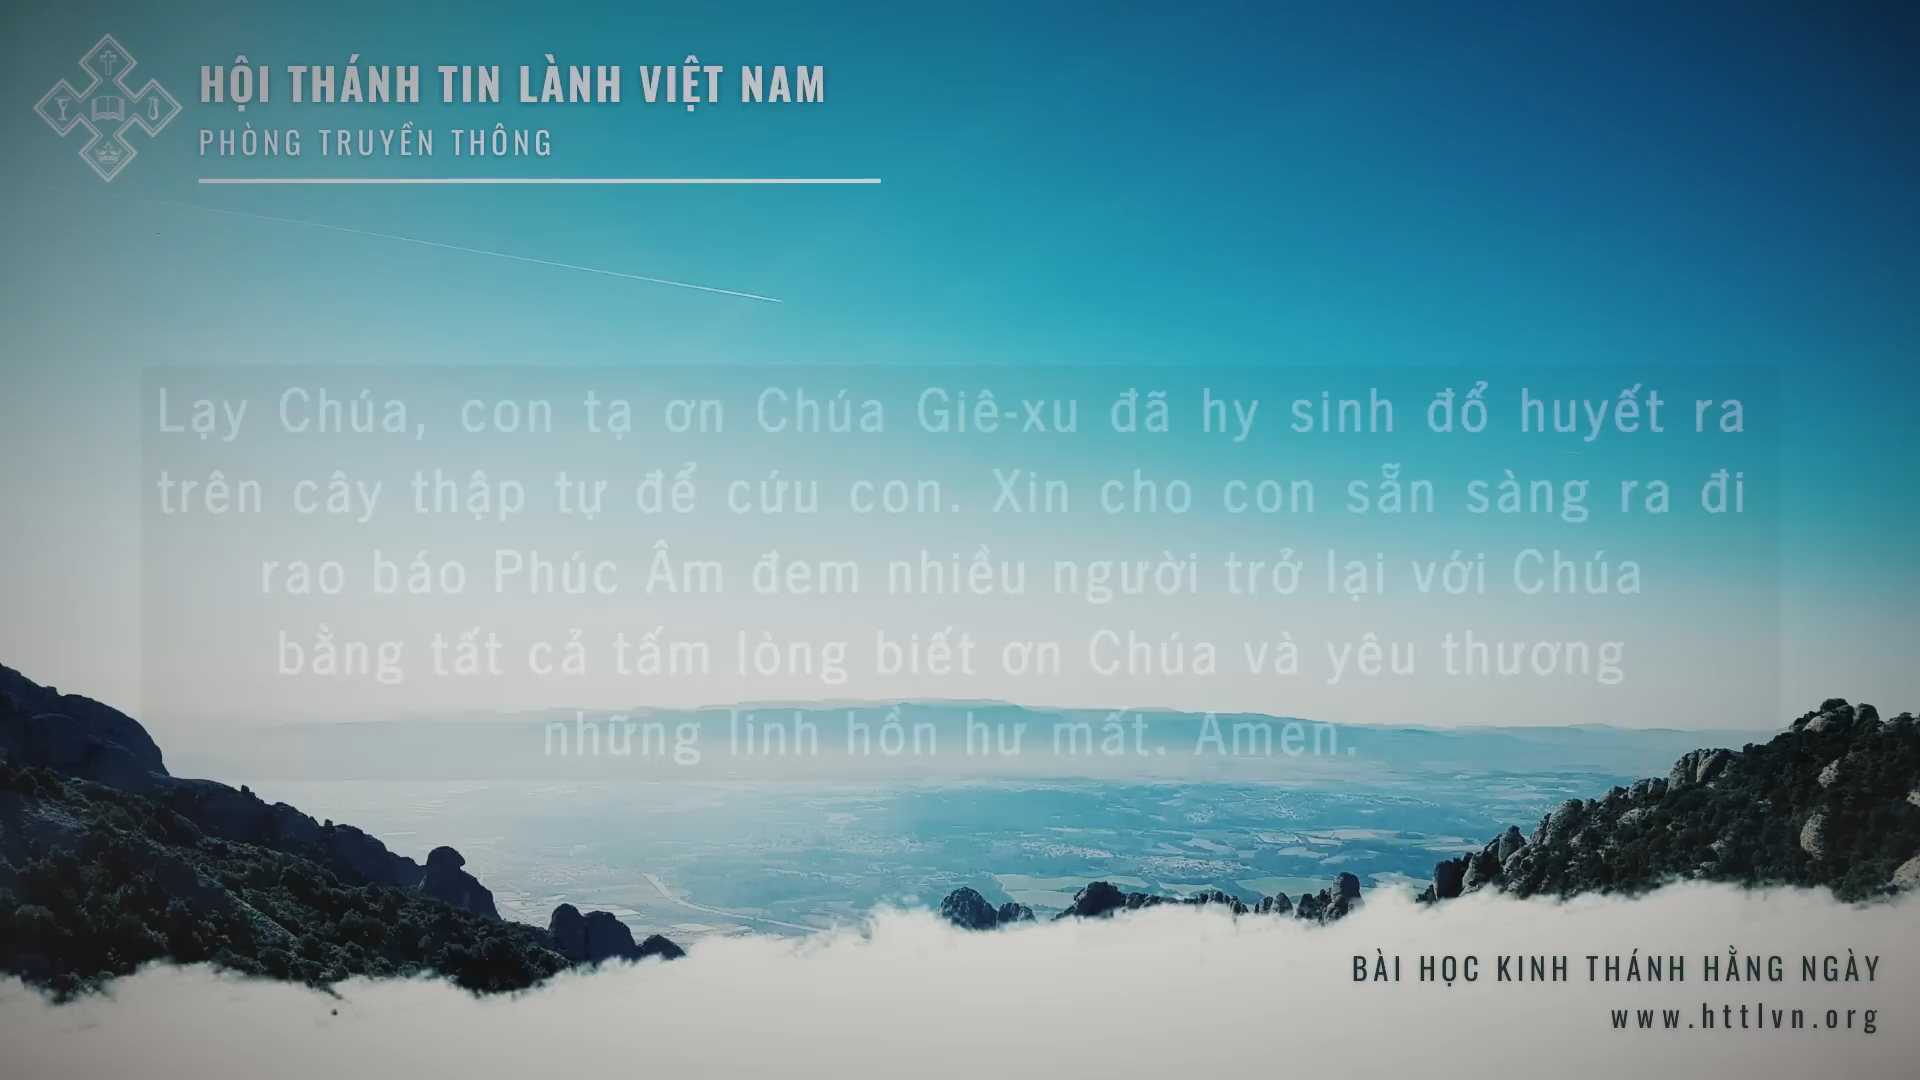 HỘI THÁNH TIN LÀNH VIỆT NAM
PHÒNG TRUYỀN THÔNG
Lạy Chúa, con tạ ơn Chúa Giê-xu đã hy sinh đổ huyết ra
trên cây thập tự để cứu con. Xin cho con sẵn sàng ra đi
rao báo Phúc Âm đem nhiều người trở lại với Chúa
bằng tất cả tấm lòng biết ơn Chúa và yêu thương
những linh hồn hư mất. Amen.
BÀI HỌC KINH THÁNH HẰNG NGÀY
www.httlvn.org